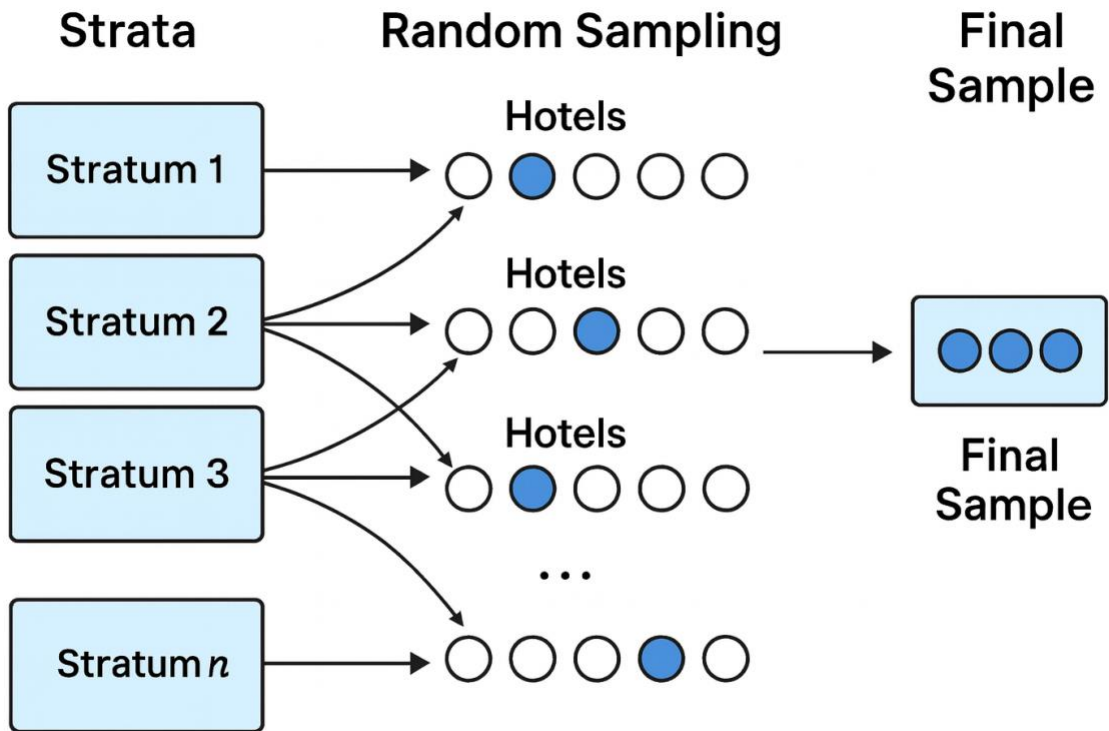 Strata
Random Sampling
Final
Sample
Hotels
Stratum 1
Hotels
Stratum 2
Hotels
Stratum 3
Final
Sample
...
Stratum n